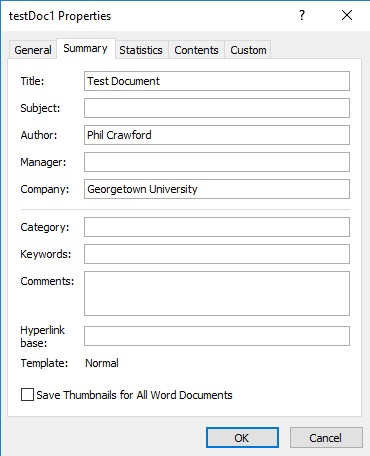 testDoc1 Properties ? ×
General Summary Statistics Contents Custom
Title: Test Document
Subject:
Author: Phil Crawford
Manager:
Company: Georgetown University
Category:
Keywords:
Comments:
Hyperlink
base:
Template: Normal
Save Thumbnails for All Word Documents
OK Cancel